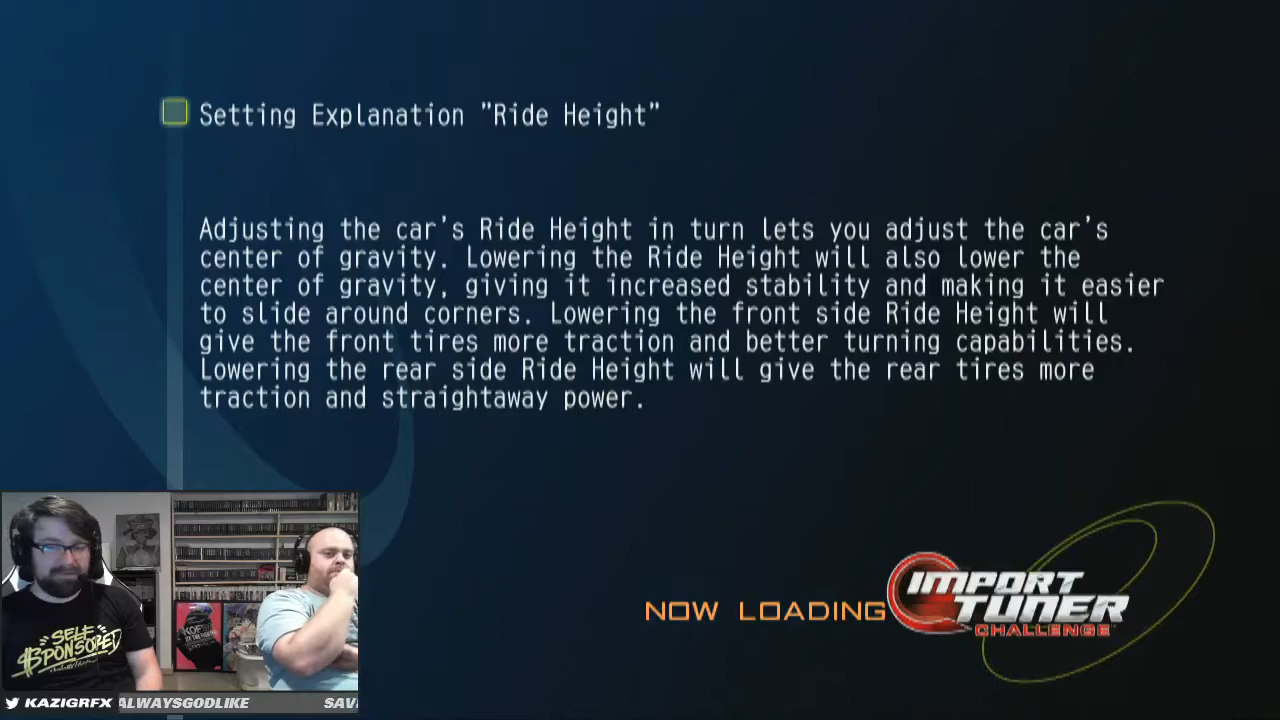 Setting Explanation "Ride Height"
Adjusting the car's Ride Height in turn lets you adjust the car's
center of gravity. Lowering the Ride Height will also lower the
center of gravity, giving it increased stability and making it easier
to slide around corners. Lowering the front side Ride Height will
give the front tires more traction and better turning capabilities.
Lowering the rear side Ride Height will give the rear tires more
traction and straightaway power.
NOW LOADING
IMPORT
TUNER
CHALLENGE
SELF
$PONSORED
KOF
KAZIGRFX
ALWAYSGODLIKE
SAV